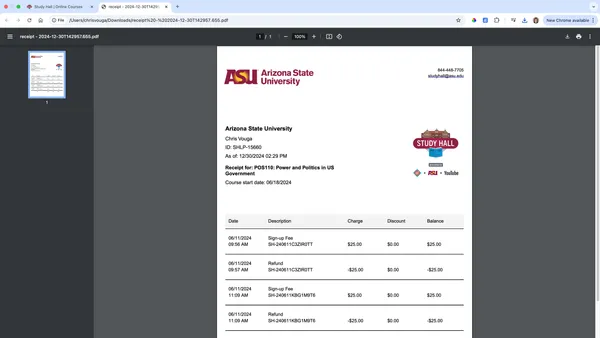 Study Hall | Online Courses
receipt - 2024-12-30T142957.655.pdf
File
/Users/chrisvouga/Downloads/receipt%20-%202024-12-30T142957.655.pdf
New Chrome available
receipt - 2024-12-30T142957.655.pdf
1 / 1
100%
1
ASU Arizona State University
844-448-7705
studyhall@asu.edu
Arizona State University
Chris Vouga
ID: SHLP-15660
As of: 12/30/2024 02:29 PM
Receipt for: POS110: Power and Politics in US
Government
Course start date: 06/18/2024
STUDY HALL
ASU
YouTube
Date Description Charge Discount Balance
06/11/2024 Sign-up Fee
09:56 AM SH-240611C3ZIR0TT $25.00 $0.00 $25.00
06/11/2024 Refund
09:57 AM SH-240611C3ZIR0TT -$25.00 $0.00 -$25.00
06/11/2024 Sign-up Fee
11:09 AM SH-240611KBG1M9T6 $25.00 $0.00 $25.00
06/11/2024 Refund
11:09 AM SH-240611KBG1M9T6 -$25.00 $0.00 -$25.00